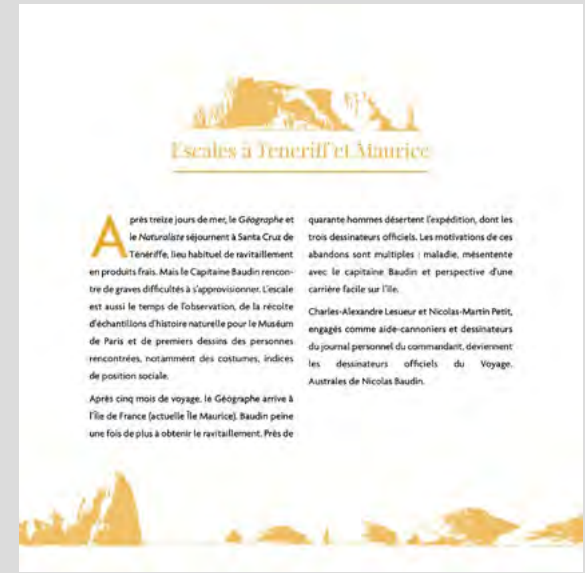 Escales à Teneriff et Maurice
Après treize jours de mer, le Géographe et
le Naturaliste séjournent à Santa Cruz de
Ténériffe, lieu habituel de ravitaillement
en produits frais. Mais le Capitaine Baudin rencon-
tre de graves difficultés à s'approvisionner. L'escale
est aussi le temps de l'observation, de la récolte
d'échantillons d'histoire naturelle pour le Muséum
de Paris et de premiers dessins des personnes
rencontrées, notamment des costumes, indices
de position sociale.
Après cinq mois de voyage, le Géographe arrive à
l'Île de France (actuelle Île Maurice). Baudin peine
une fois de plus à obtenir le ravitaillement. Près de
quarante hommes désertent l'expédition, dont les
trois dessinateurs officiels. Les motivations de ces
abandons sont multiples : maladie, mésentente
avec le capitaine Baudin et perspective d'une
carrière facile sur l'île.
Charles-Alexandre Lesueur et Nicolas-Martin Petit,
engagés comme aide-cannoniers et dessinateurs
du journal personnel du commandant, deviennent
les dessinateurs officiels du Voyage.
Australes de Nicolas Baudin.